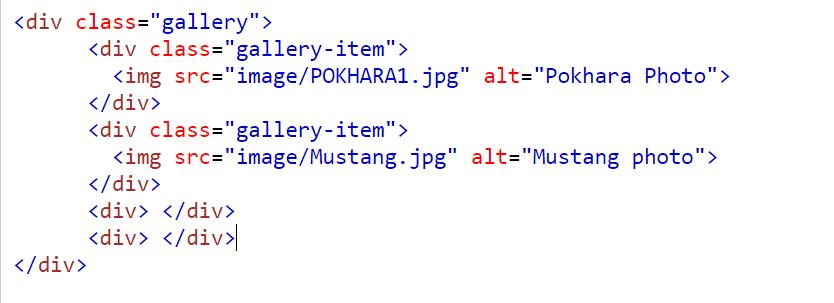 <div class="gallery">
<div class="gallery-item">
<img src="image/POKHARA1.jpg" alt="Pokhara Photo">
</div>
<div class="gallery-item">
<img src="image/Mustang.jpg" alt="Mustang photo">
</div>
<div> </div>
<div> </div>
</div>